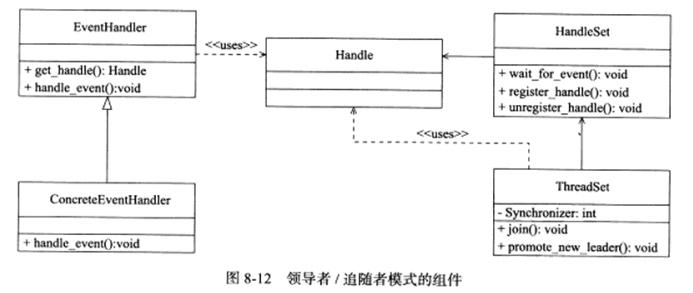 EventHandler
+ get_handle(): Handle
+ handle_event():void
<<uses>>
Handle
HandleSet
+ wait_for_event(): void
+ register_handle(): void
+ unregister_handle(): void
<<uses>>
ConcreteEventHandler
+ handle_event():void
ThreadSet
- Synchronizer: int
+ join(): void
+ promote_new_leader(): void
图 8-12 领导者 / 追随者模式的组件